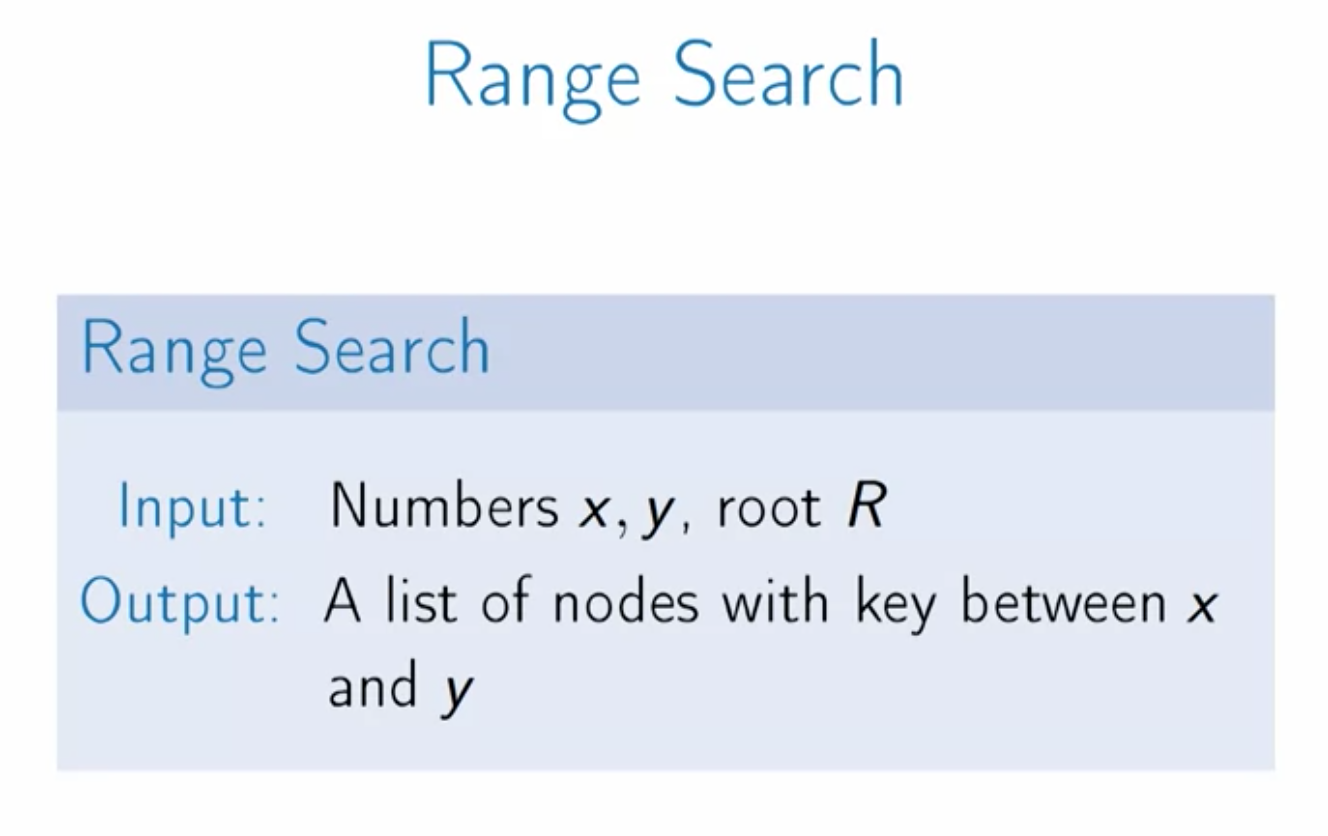 Range Search
Range Search
Input: Numbers x, y, root R
Output: A list of nodes with key between x
and y